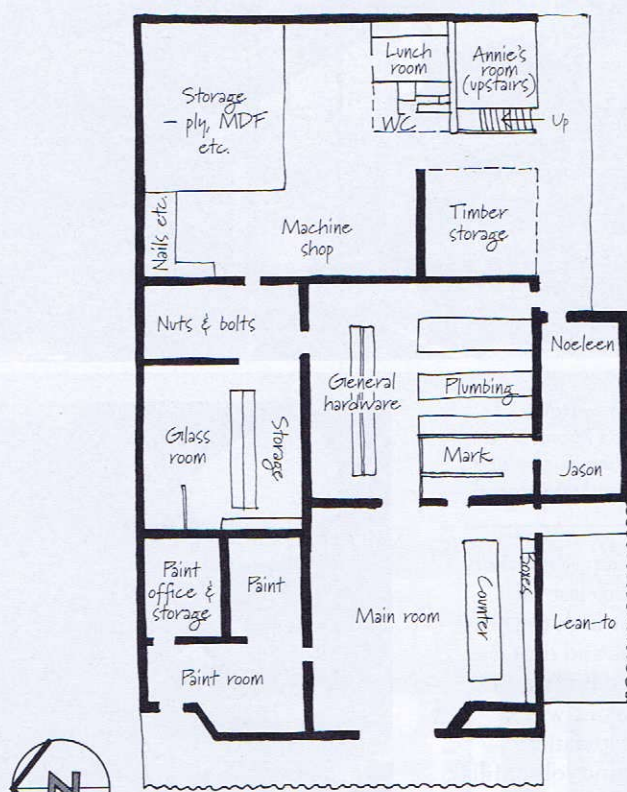 Lunch
room
Annie's
room
(upstairs)
Storage
– ply, MDF
etc.
WC
Up
Nails etc.
Machine
shop
Timber
storage
Nuts & bolts
General
hardware
Plumbing
Noeleen
Glass
room
Storage
Mark
Jason
Paint
office &
storage
Paint
Main room
Counter
Boxes
Lean-to
Paint room
N